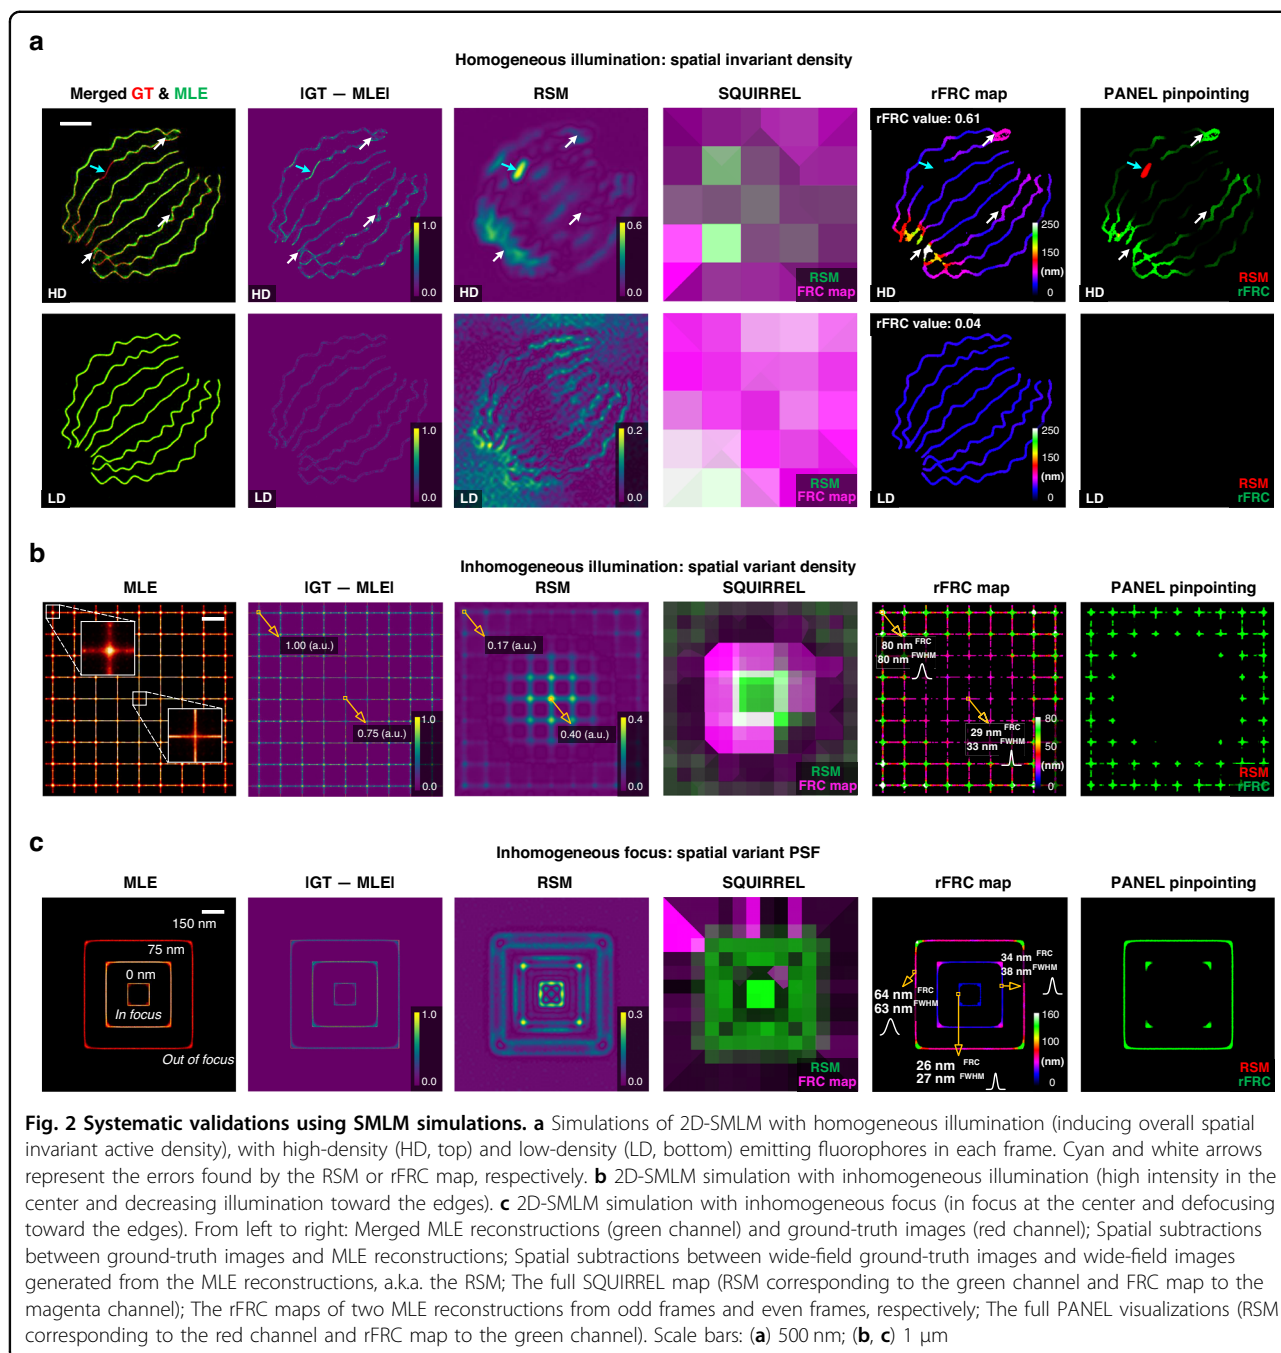 a
Homogeneous illumination: spatial invariant density
Merged GT & MLE
|GT — MLE|
RSM
SQUIRREL
rFRC map
PANEL pinpointing
HD
1.0
0.0
HD
0.6
0.0
HD
RSM
FRC map
rFRC value: 0.61
250
150
(nm)
0
HD
RSM
rFRC
HD
LD
1.0
0.0
LD
0.2
0.0
LD
RSM
FRC map
rFRC value: 0.04
250
150
(nm)
0
LD
RSM
rFRC
LD
b
Inhomogeneous illumination: spatial variant density
MLE
|GT — MLE|
RSM
SQUIRREL
rFRC map
PANEL pinpointing
1.00 (a.u.)
0.75 (a.u.)
1.0
0.0
0.17 (a.u.)
0.40 (a.u.)
0.4
0.0
RSM
FRC map
80 nm FRC
80 nm FWHM
29 nm FRC
33 nm FWHM
80
50
(nm)
0
RSM
rFRC
c
Inhomogeneous focus: spatial variant PSF
MLE
|GT — MLE|
RSM
SQUIRREL
rFRC map
PANEL pinpointing
150 nm
75 nm
0 nm
In focus
Out of focus
1.0
0.0
0.3
0.0
RSM
FRC map
34 nm FRC
38 nm FWHM
64 nm FRC
63 nm FWHM
26 nm FRC
27 nm FWHM
160
100
(nm)
0
RSM
rFRC
Fig. 2 Systematic validations using SMLM simulations. a Simulations of 2D-SMLM with homogeneous illumination (inducing overall spatial
invariant active density), with high-density (HD, top) and low-density (LD, bottom) emitting fluorophores in each frame. Cyan and white arrows
represent the errors found by the RSM or rFRC map, respectively. b 2D-SMLM simulation with inhomogeneous illumination (high intensity in the
center and decreasing illumination toward the edges). c 2D-SMLM simulation with inhomogeneous focus (in focus at the center and defocusing
toward the edges). From left to right: Merged MLE reconstructions (green channel) and ground-truth images (red channel); Spatial subtractions
between ground-truth images and MLE reconstructions; Spatial subtractions between wide-field ground-truth images and wide-field images
generated from the MLE reconstructions, a.k.a. the RSM; The full SQUIRREL map (RSM corresponding to the green channel and FRC map to the
magenta channel); The rFRC maps of two MLE reconstructions from odd frames and even frames, respectively; The full PANEL visualizations (RSM
corresponding to the red channel and rFRC map to the green channel). Scale bars: (a) 500 nm; (b, c) 1 μm